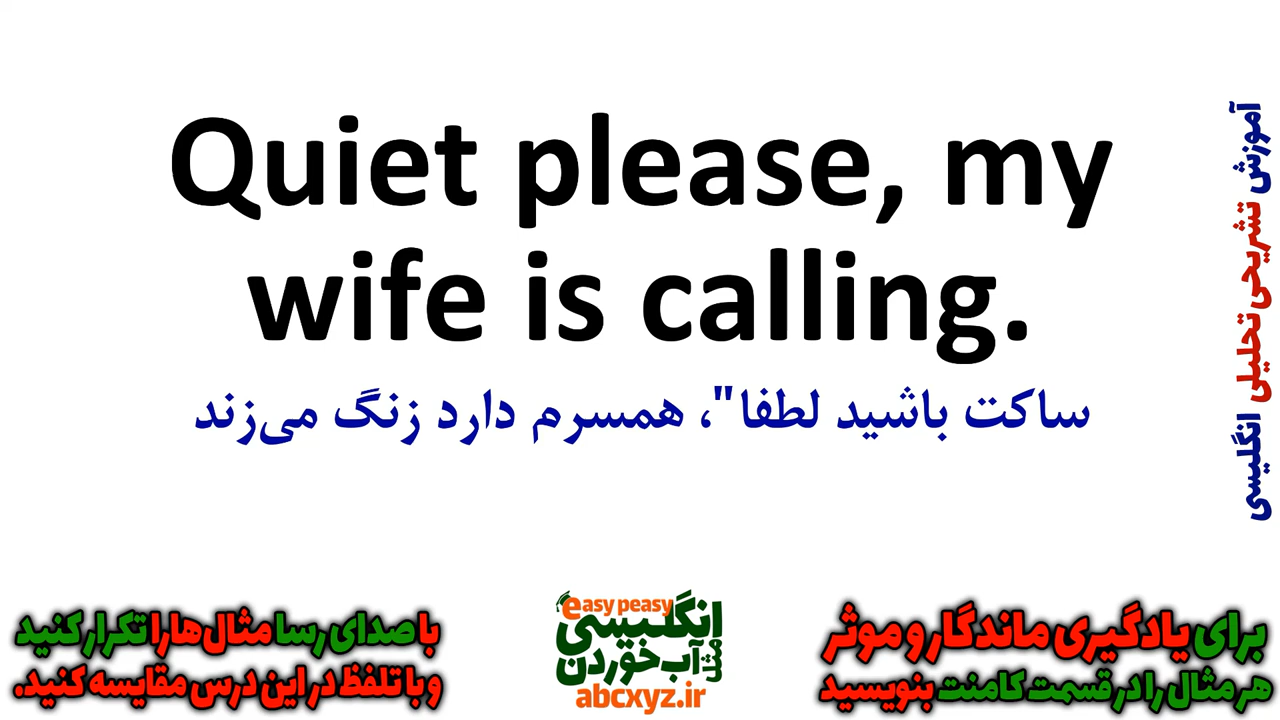 Quiet please, my
wife is calling.
ساکت باشید لطفا"، همسرم دارد زنگ می‌زند
آموزش تشریحی تحلیلی انگلیسی
با صدای رسا مثال‌ها را تکرار کنید
و با تلفظ در این درس مقایسه کنید.
easy peasy
انگلیسی
مثل آب خوردن
abcxyz.ir
برای یادگیری ماندگار و موثر
هر مثال را در قسمت کامنت بنویسید